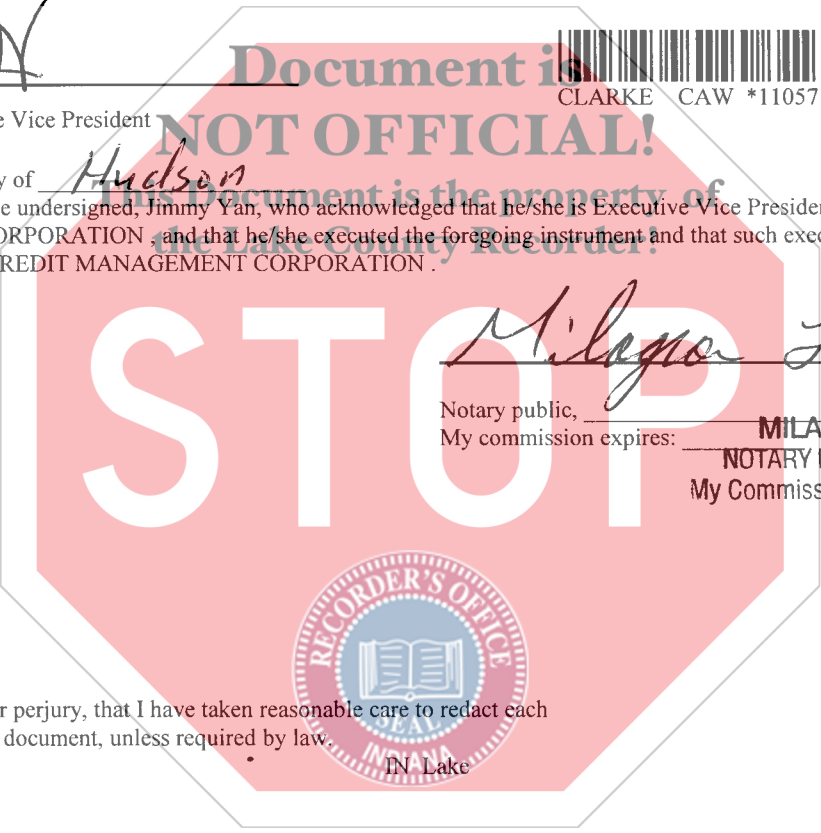 Document is
NOT OFFICIAL!
This Document is the property of
the Lake County Recorder!
CLARKE CAW *11057
e Vice President
y of Hudson
e undersigned, Jimmy Yan, who acknowledged that he/she is Executive Vice Presiden
ORPORATION , and that he/she executed the foregoing instrument and that such exec
REDIT MANAGEMENT CORPORATION .
STOP
Notary public,
My commission expires:
MILA
NOTARY
My Commiss
RECORDER'S OFFICE
SEAL
INDIANA
r perjury, that I have taken reasonable care to redact each
document, unless required by law.
IN Lake